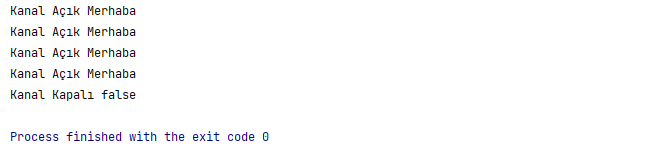 Kanal Açık Merhaba
Kanal Açık Merhaba
Kanal Açık Merhaba
Kanal Açık Merhaba
Kanal Kapalı false
Process finished with the exit code 0